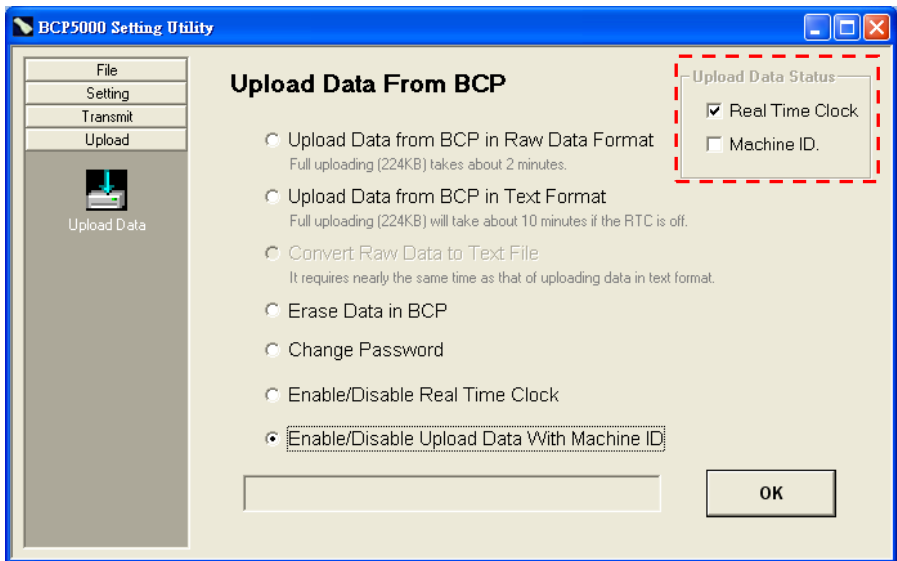 BCP5000 Setting Utility
File
Setting
Transmit
Upload
Upload Data
Upload Data From BCP
Upload Data Status
Real Time Clock
Machine ID.
Upload Data from BCP in Raw Data Format
Full uploading (224KB) takes about 2 minutes.
Upload Data from BCP in Text Format
Full uploading (224KB) will take about 10 minutes if the RTC is off.
Convert Raw Data to Text File
It requires nearly the same time as that of uploading data in text format.
Erase Data in BCP
Change Password
Enable/Disable Real Time Clock
Enable/Disable Upload Data With Machine ID
OK